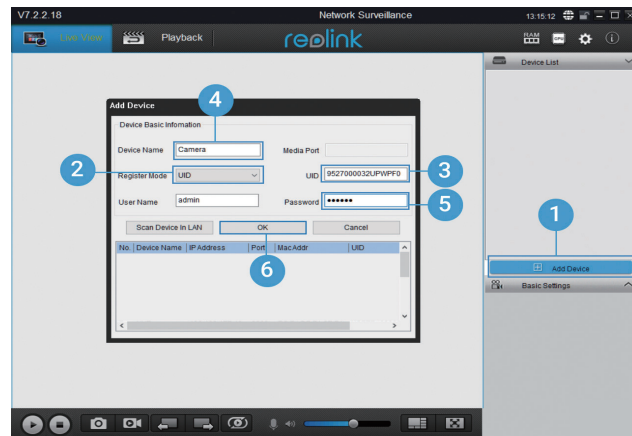 V7.2.2.18 Network Surveillance 13:15:12
Live View Playback reolink RAM CPU
Device List
Add Device
4
Device Basic Infomation
Device Name Camera Media Port
2 Register Mode UID UID 9527000032UPWPF0 3
User Name admin Password ●●●●●● 5
1
Scan Device In LAN OK Cancel
No. Device Name IP Address Port MacAddr UID
6
Add Device
Basic Settings